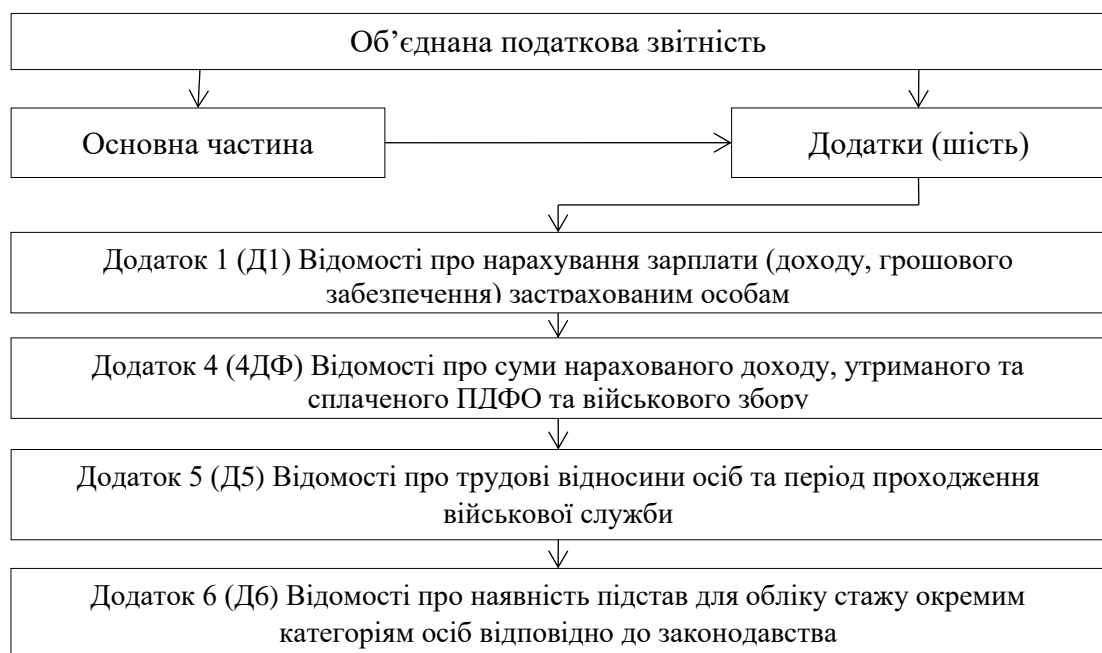 Об’єднана податкова звітність
Основна частина
Додатки (шість)
Додаток 1 (Д1) Відомості про нарахування зарплати (доходу, грошового
забезпечення) застрахованим особам
Додаток 4 (4ДФ) Відомості про суми нарахованого доходу, утриманого та
сплаченого ПДФО та військового збору
Додаток 5 (Д5) Відомості про трудові відносини осіб та період проходження
військової служби
Додаток 6 (Д6) Відомості про наявність підстав для обліку стажу окремим
категоріям осіб відповідно до законодавства